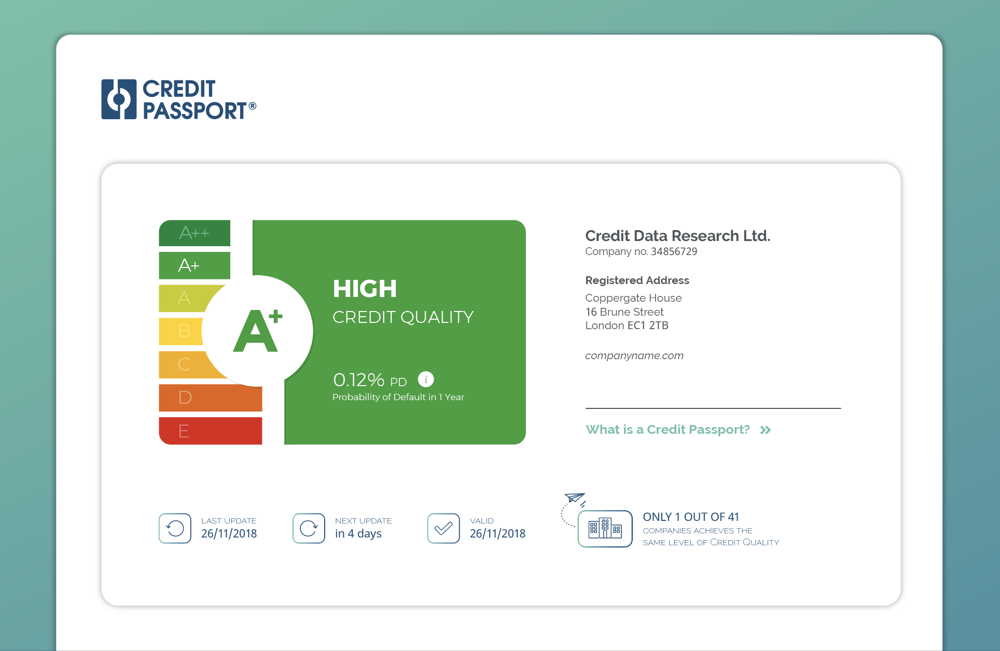 CREDIT
PASSPORT®
A++
A+
A
B
C
D
E
A+
HIGH
CREDIT QUALITY
0.12% PD i
Probability of Default in 1 Year
Credit Data Research Ltd.
Company no. 34856729
Registered Address
Coppergate House
16 Brune Street
London EC1 2TB
companyname.com
What is a Credit Passport? »
LAST UPDATE
26/11/2018
NEXT UPDATE
in 4 days
VALID
26/11/2018
ONLY 1 OUT OF 41
COMPANIES ACHIEVES THE
SAME LEVEL OF CREDIT QUALITY